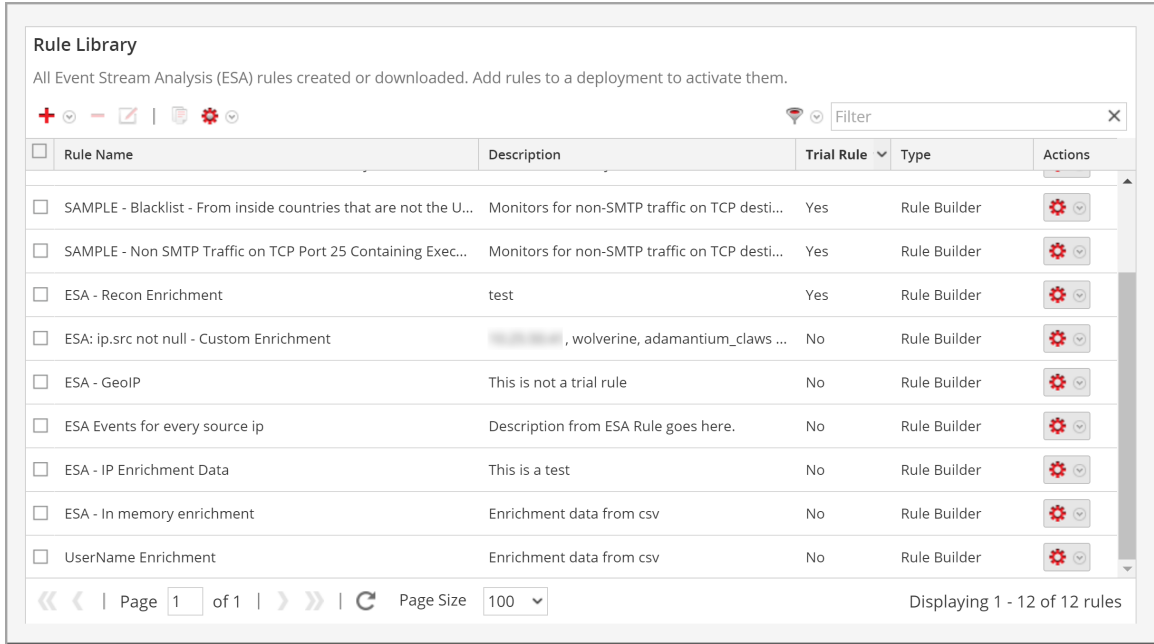 Rule Library
All Event Stream Analysis (ESA) rules created or downloaded. Add rules to a deployment to activate them.
Filter
Rule Name Description Trial Rule Type Actions
SAMPLE - Blacklist - From inside countries that are not the U... Monitors for non-SMTP traffic on TCP desti... Yes Rule Builder
SAMPLE - Non SMTP Traffic on TCP Port 25 Containing Exec... Monitors for non-SMTP traffic on TCP desti... Yes Rule Builder
ESA - Recon Enrichment test Yes Rule Builder
ESA: ip.src not null - Custom Enrichment , wolverine, adamantium_claws ... No Rule Builder
ESA - GeoIP This is not a trial rule No Rule Builder
ESA Events for every source ip Description from ESA Rule goes here. No Rule Builder
ESA - IP Enrichment Data This is a test No Rule Builder
ESA - In memory enrichment Enrichment data from csv No Rule Builder
UserName Enrichment Enrichment data from csv No Rule Builder
Page 1 of 1 Page Size 100 Displaying 1 - 12 of 12 rules